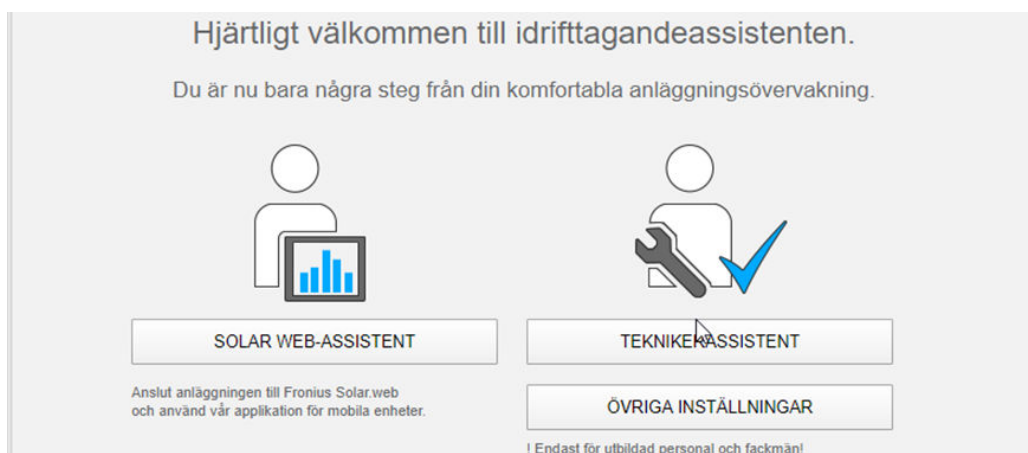 Hjärtligt välkommen till idrifttagandeassistenten.
Du är nu bara några steg från din komfortabla anläggningsövervakning.
SOLAR WEB-ASSISTENT
Anslut anläggningen till Fronius Solar.web
och använd vår applikation för mobila enheter.
TEKNIKERASSISTENT
ÖVRIGA INSTÄLLNINGAR
! Endast för utbildad personal och fackmän!